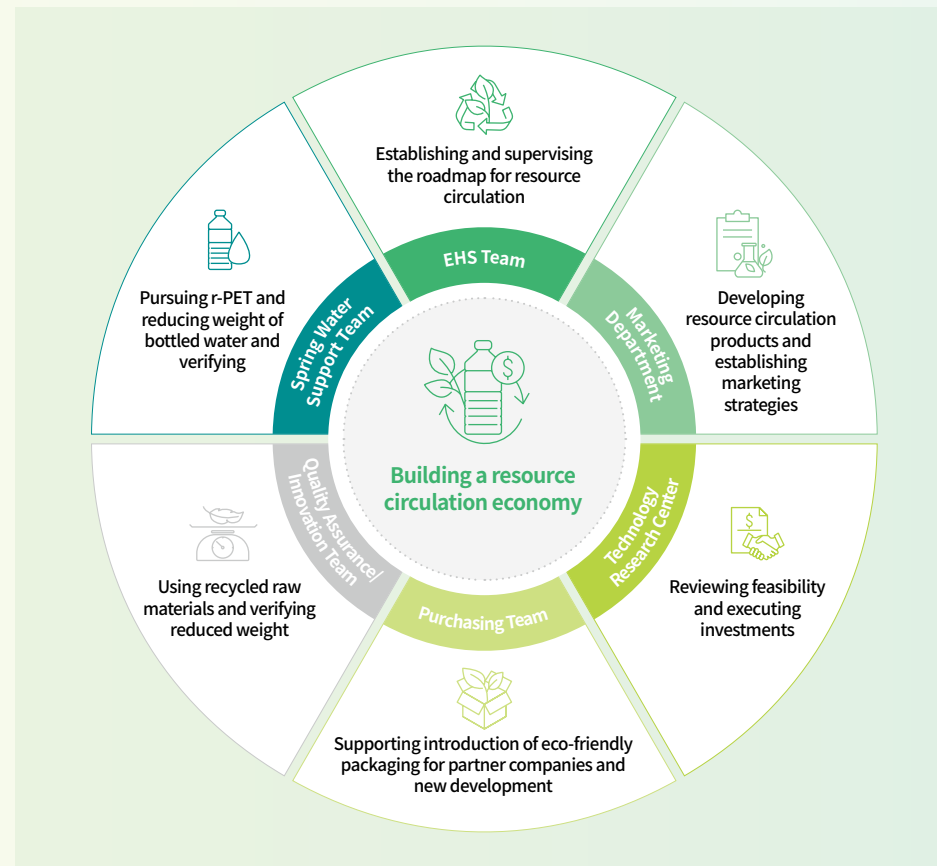 Establishing and supervising
the roadmap for resource
circulation
EHS Team
Developing
resource circulation
products and
establishing
marketing
strategies
Marketing
Department
Reviewing feasibility
and executing
investments
Technology
Research Center
Supporting introduction of eco-friendly
packaging for partner companies and
new development
Purchasing Team
Using recycled raw
materials and verifying
reduced weight
Quality Assurance/
Innovation Team
Pursuing r-PET and
reducing weight of
bottled water and
verifying
Spring Water
Support Team
$
Building a resource
circulation economy
$